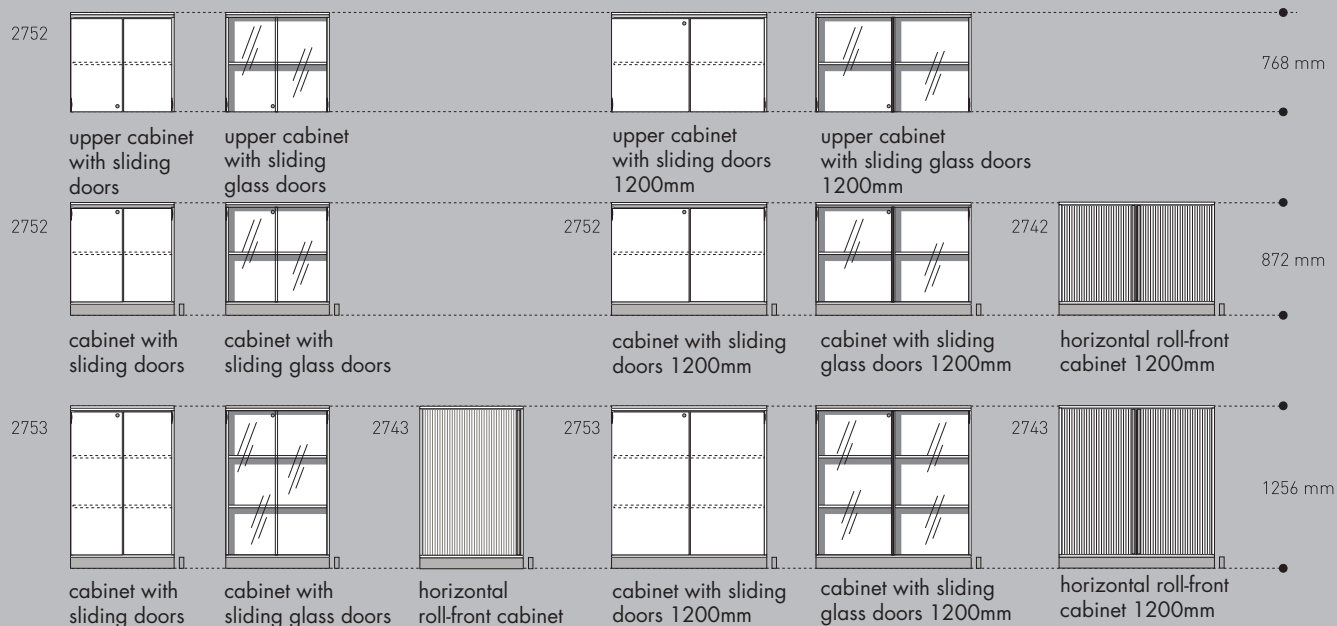 2752
768 mm
upper cabinet
with sliding
doors
upper cabinet
with sliding
glass doors
upper cabinet
with sliding doors
1200mm
upper cabinet
with sliding glass doors
1200mm
2752
2752
2742
872 mm
cabinet with
sliding doors
cabinet with
sliding glass doors
cabinet with sliding
doors 1200mm
cabinet with sliding
glass doors 1200mm
horizontal roll-front
cabinet 1200mm
2753
2743
2753
2743
1256 mm
cabinet with
sliding doors
cabinet with
sliding glass doors
horizontal
roll-front cabinet
cabinet with sliding
doors 1200mm
cabinet with sliding
glass doors 1200mm
horizontal roll-front
cabinet 1200mm